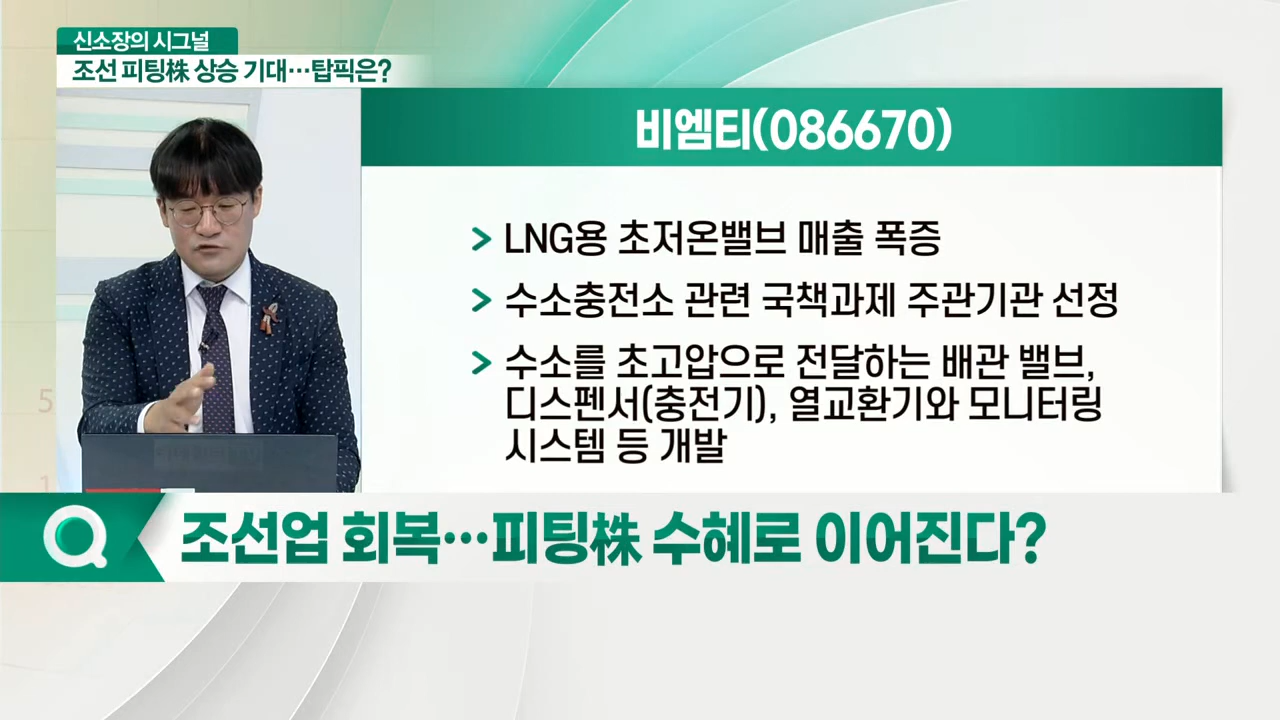 신소장의 시그널
조선 피팅株 상승 기대…탑픽은?
비엠티(086670)
> LNG용 초저온밸브 매출 폭증
> 수소충전소 관련 국책과제 주관기관 선정
> 수소를 초고압으로 전달하는 배관 밸브,
디스펜서(충전기), 열교환기와 모니터링
시스템 등 개발
5
1
Q 조선업 회복…피팅株 수혜로 이어진다?